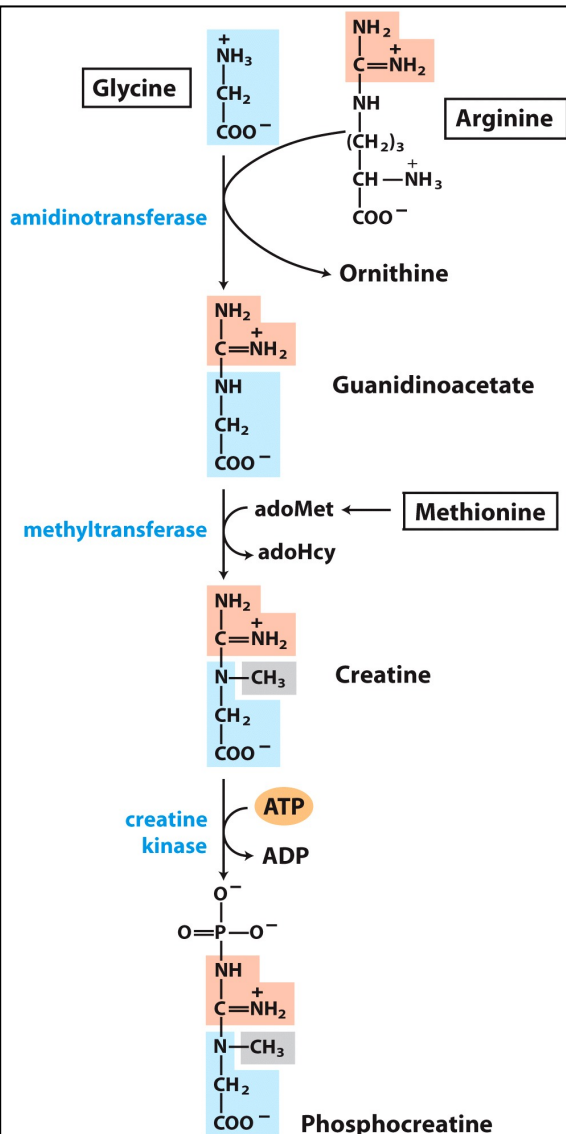 Glycine
+
NH3
CH2
COO−
NH2
+
C=NH2
NH
(CH2)3
+
CH—NH3
COO−
Arginine
amidinotransferase
Ornithine
NH2
+
C=NH2
NH
CH2
COO−
Guanidinoacetate
methyltransferase
adoMet
Methionine
adoHcy
NH2
+
C=NH2
N—CH3
CH2
COO−
Creatine
creatine
kinase
ATP
ADP
O−
O=P—O−
NH
+
C=NH2
N—CH3
CH2
COO−
Phosphocreatine